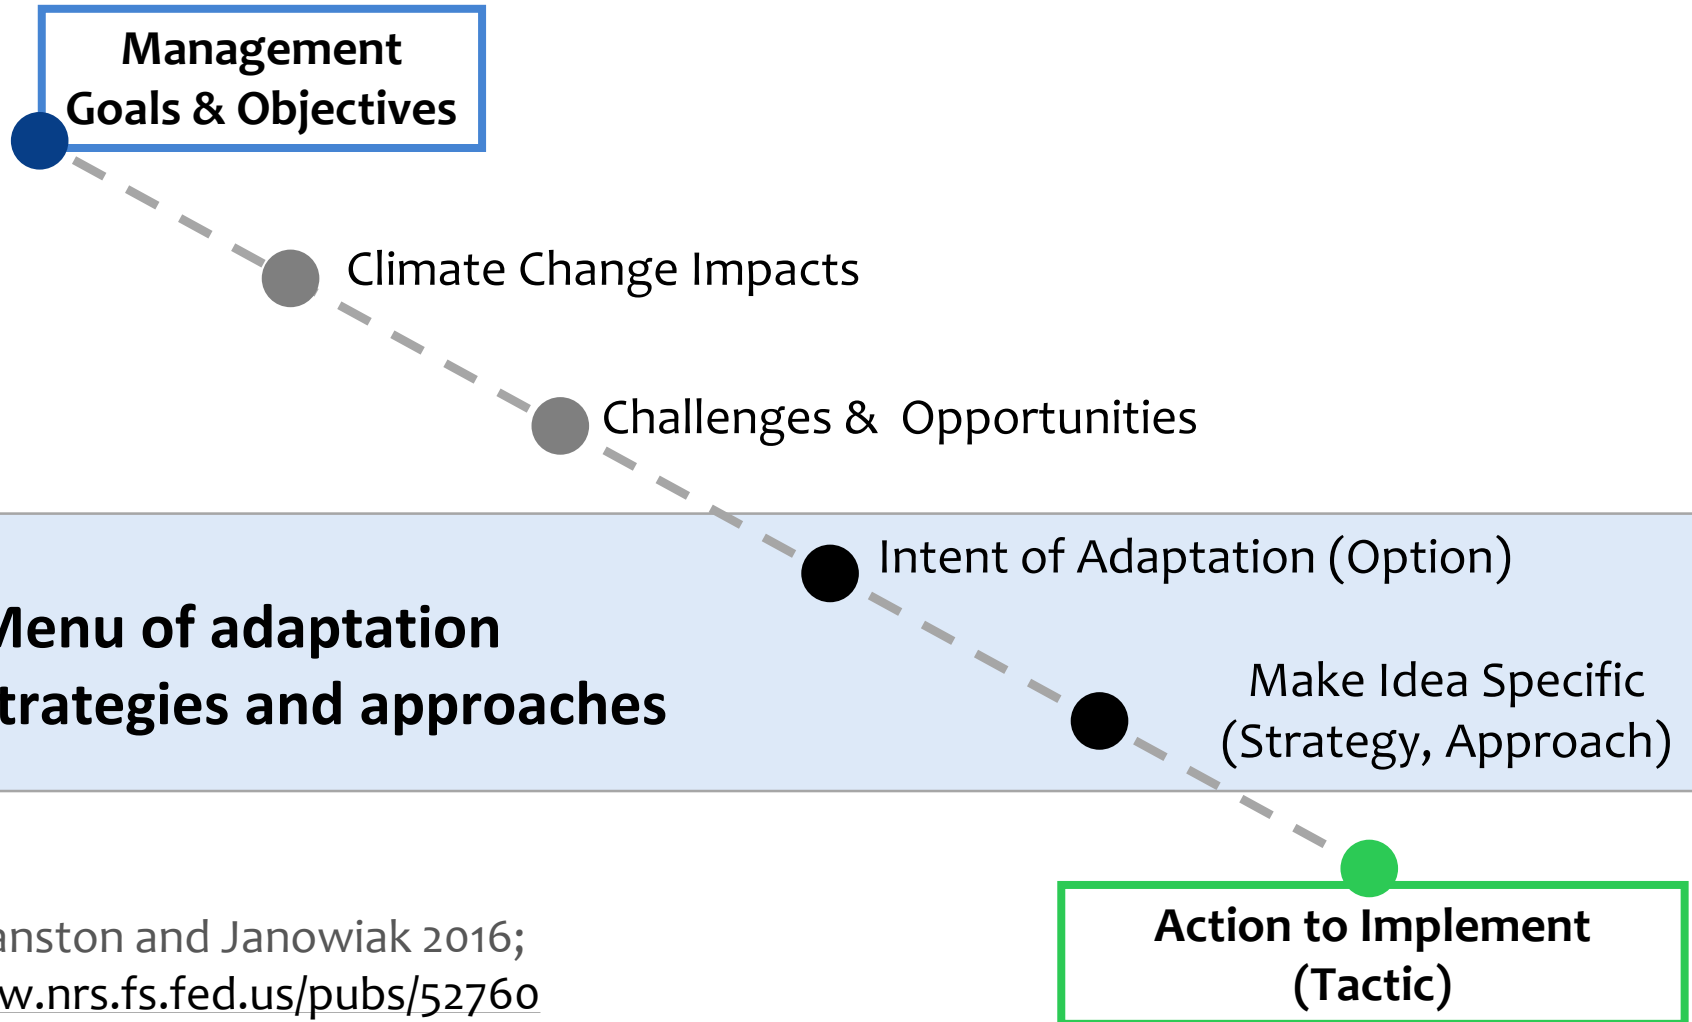 Management
Goals & Objectives
Climate Change Impacts
Challenges & Opportunities
Intent of Adaptation (Option)
Menu of adaptation
trategies and approaches
Make Idea Specific
(Strategy, Approach)
anston and Janowiak 2016;
w.nrs.fs.fed.us/pubs/52760
Action to Implement
(Tactic)